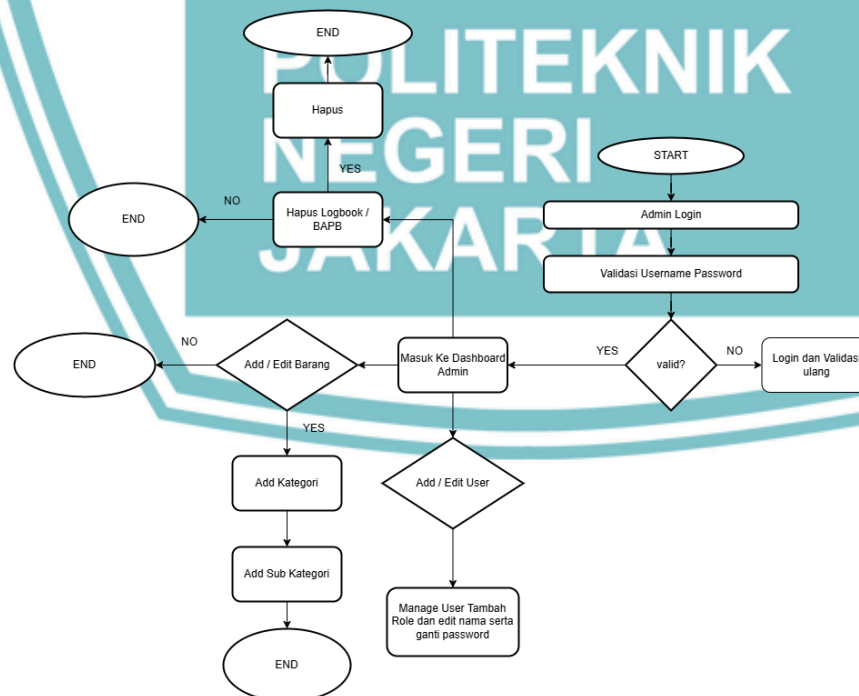 POLITEKNIK
NEGERI
JAKARTA
END
Hapus
YES
START
NO
END
Hapus Logbook /
BAPB
Admin Login
Validasi Username Password
NO
END
Add / Edit Barang
Masuk Ke Dashboard
Admin
YES
valid?
NO
Login dan Validasi
ulang
YES
Add Kategori
Add / Edit User
Add Sub Kategori
Manage User Tambah
Role dan edit nama serta
ganti password
END